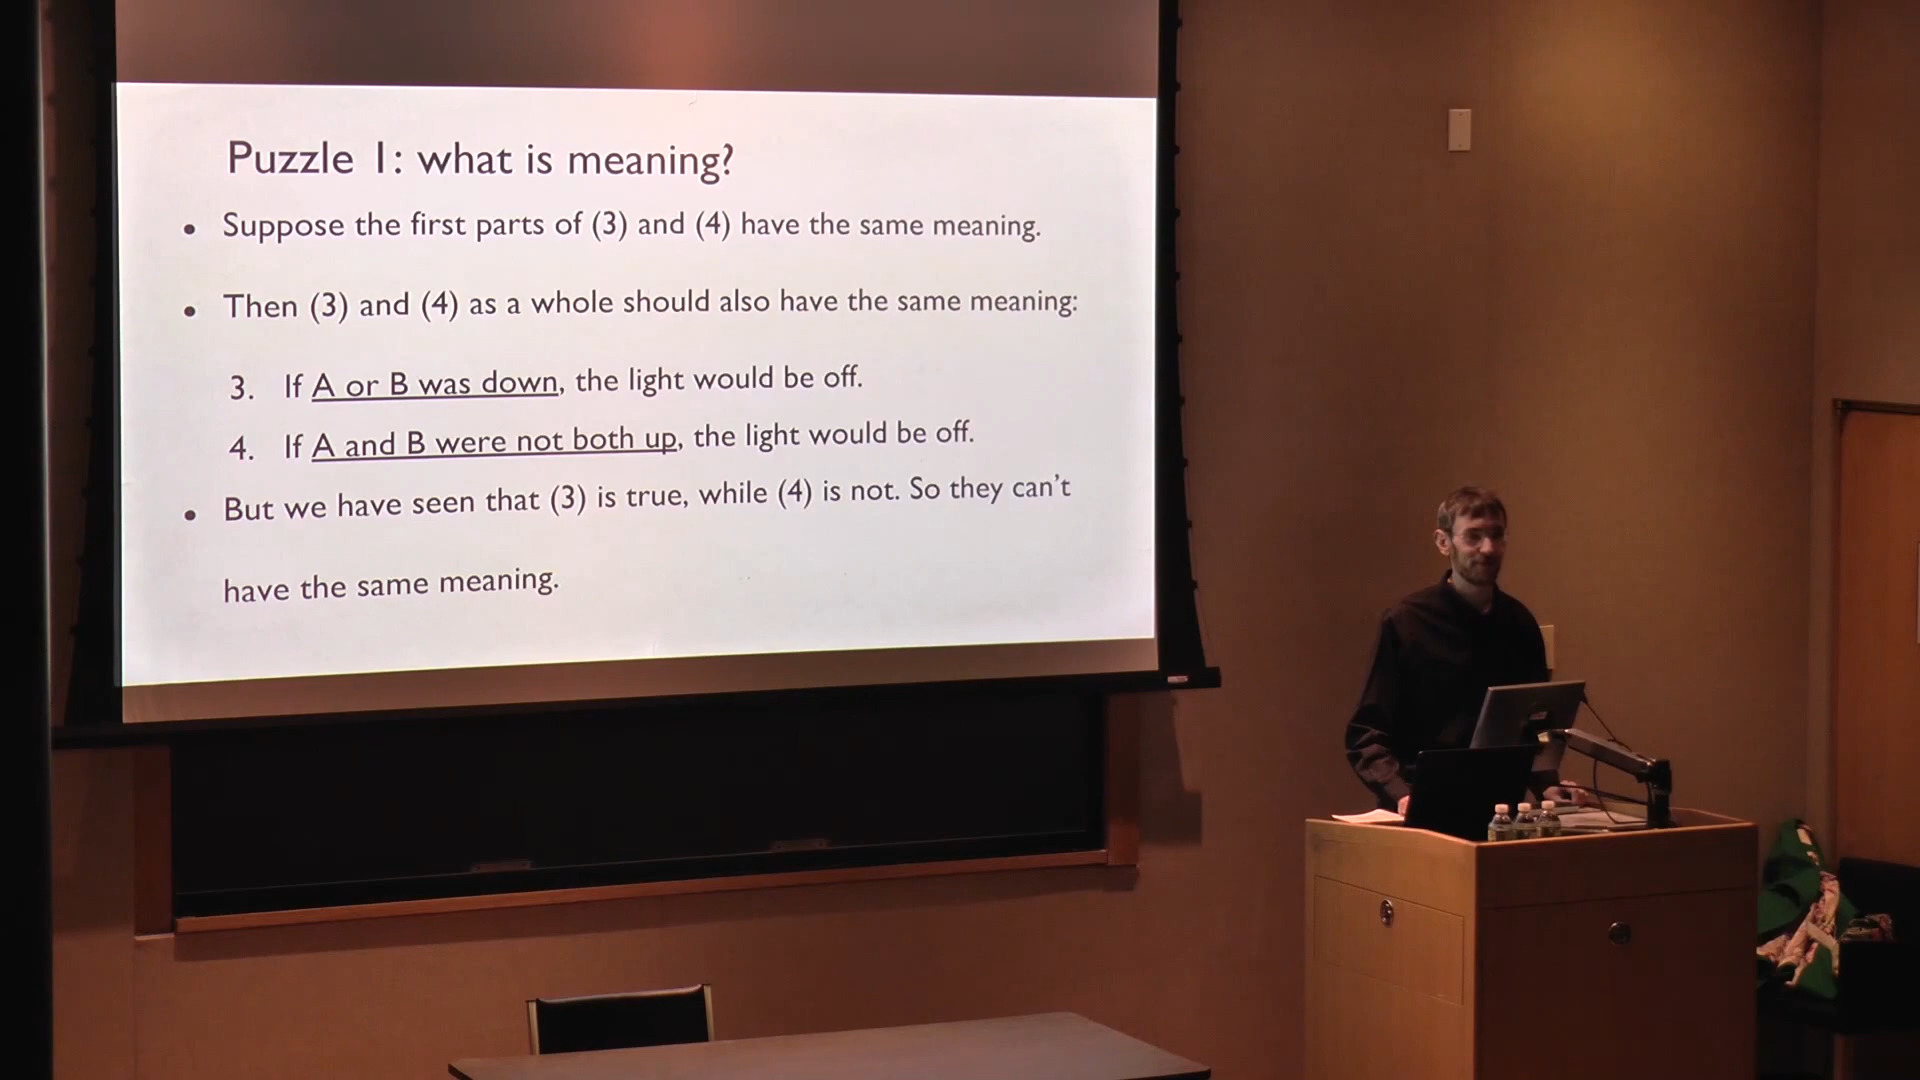 Puzzle 1: what is meaning?
• Suppose the first parts of (3) and (4) have the same meaning.
• Then (3) and (4) as a whole should also have the same meaning:
3. If A or B was down, the light would be off.
4. If A and B were not both up, the light would be off.
• But we have seen that (3) is true, while (4) is not. So they can't
have the same meaning.